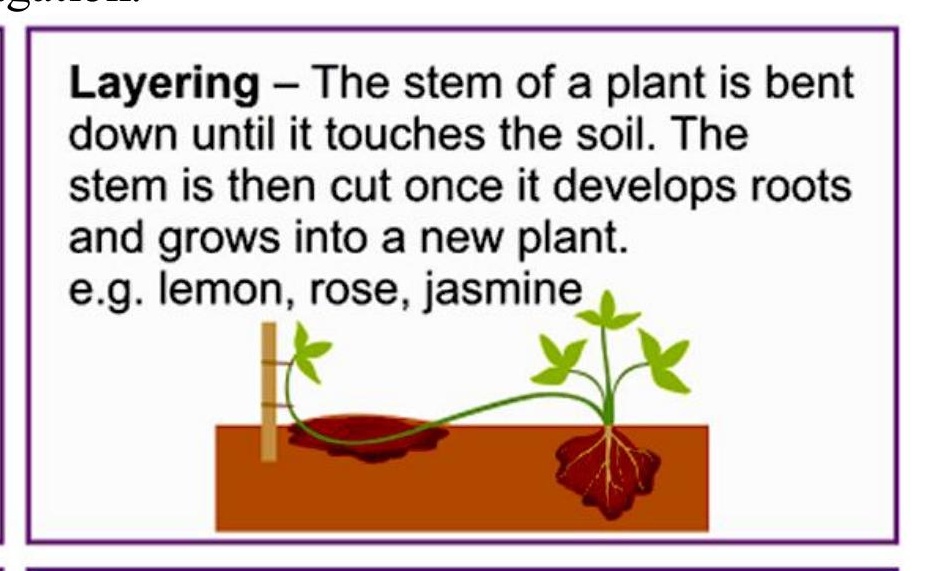 Layering – The stem of a plant is bent
down until it touches the soil. The
stem is then cut once it develops roots
and grows into a new plant.
e.g. lemon, rose, jasmine